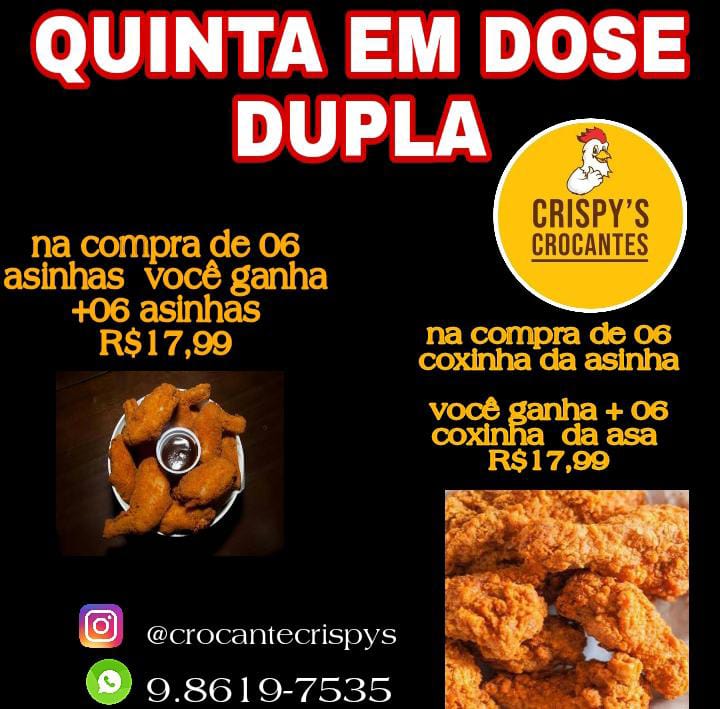 QUINTA EM DOSE
DUPLA
CRISPY'S
CROCANTES
na compra de 06
asinhas você ganha
+06 asinhas
R$17,99
na compra de 06
coxinha da asinha
você ganha + 06
coxinha da asa
R$17,99
@crocantecrispys
9.8619-7535